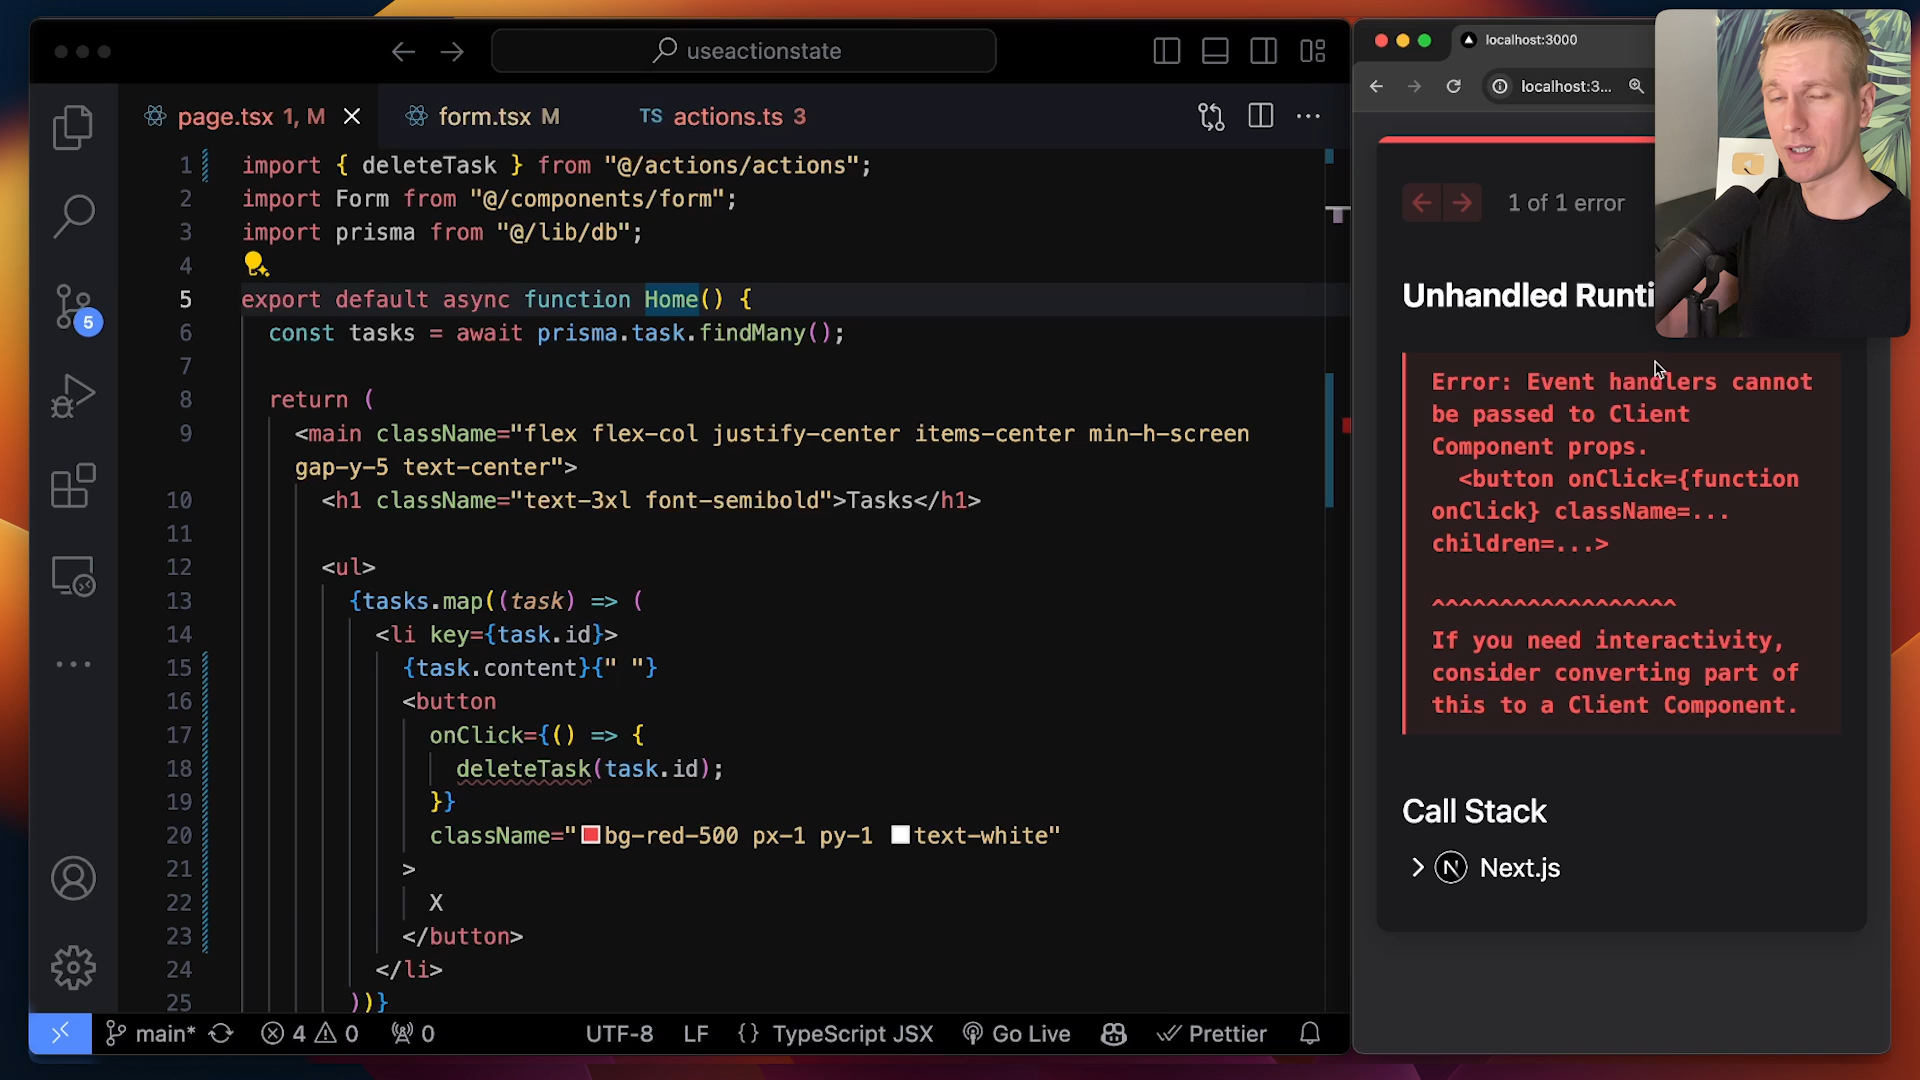 useactionstate
page.tsx 1, M
form.tsx M
TS actions.ts 3
1 import { deleteTask } from "@/actions/actions";
2 import Form from "@/components/form";
3 import prisma from "@/lib/db";
4
5 export default async function Home() {
6 const tasks = await prisma.task.findMany();
7
8 return (
9 <main className="flex flex-col justify-center items-center min-h-screen
gap-y-5 text-center">
10 <h1 className="text-3xl font-semibold">Tasks</h1>
11
12 <ul>
13 {tasks.map((task) => (
14 <li key={task.id}>
15 {task.content}{" "}
16 <button
17 onClick={() => {
18 deleteTask(task.id);
19 }}
20 className="bg-red-500 px-1 py-1 text-white"
21 >
22 X
23 </button>
24 </li>
25 ))}
5
main* 4 0 0 UTF-8 LF {} TypeScript JSX Go Live Prettier
localhost:3000
localhost:3...
1 of 1 error
Unhandled Runti
Error: Event handlers cannot
be passed to Client
Component props.
<button onClick={function
onClick} className=...
children=...>
^^^^^^^^^^^^^^^^^^
If you need interactivity,
consider converting part of
this to a Client Component.
Call Stack
N Next.js